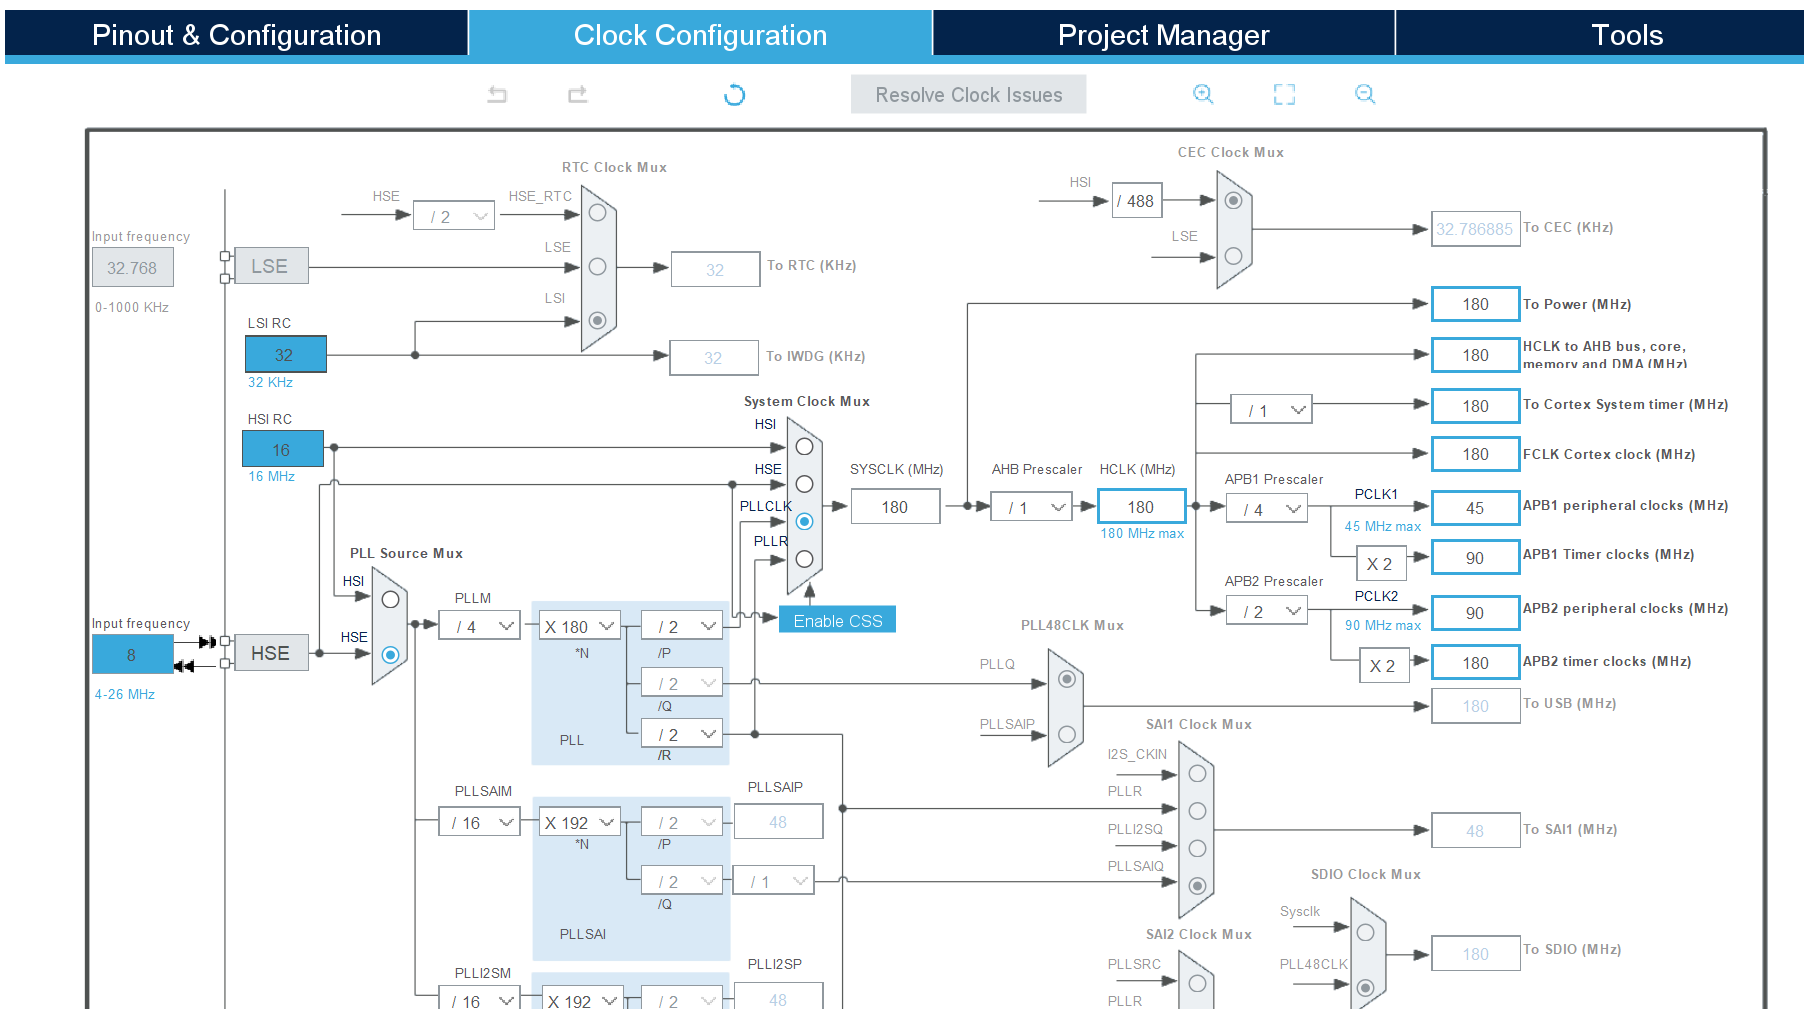 Pinout & Configuration
Clock Configuration
Project Manager
Tools
Resolve Clock Issues
RTC Clock Mux
CEC Clock Mux
HSE
/ 2
HSE_RTC
HSI
/ 488
LSE
32.786885
To CEC (KHz)
Input frequency
32.768
0-1000 KHz
LSE
LSE
32
To RTC (KHz)
LSI
180
To Power (MHz)
LSI RC
32
32 KHz
32
To IWDG (KHz)
180
HCLK to AHB bus, core,
memory and DMA (MHz)
System Clock Mux
/ 1
180
To Cortex System timer (MHz)
HSI RC
16
16 MHz
HSI
HSE
PLLCLK
PLLR
180
FCLK Cortex clock (MHz)
SYSCLK (MHz)
180
AHB Prescaler
/ 1
HCLK (MHz)
180
180 MHz max
APB1 Prescaler
/ 4
PCLK1
45 MHz max
45
APB1 peripheral clocks (MHz)
X 2
90
APB1 Timer clocks (MHz)
APB2 Prescaler
/ 2
PCLK2
90 MHz max
90
APB2 peripheral clocks (MHz)
X 2
180
APB2 timer clocks (MHz)
PLL Source Mux
HSI
HSE
Input frequency
8
4-26 MHz
HSE
PLLM
/ 4
X 180
*N
/ 2
/P
/ 2
/Q
/ 2
/R
PLL
Enable CSS
PLL48CLK Mux
PLLQ
PLLSAIP
180
To USB (MHz)
SAI1 Clock Mux
I2S_CKIN
PLLR
PLLI2SQ
PLLSAIQ
48
To SAI1 (MHz)
PLLSAIM
/ 16
X 192
*N
/ 2
/P
PLLSAIP
48
/ 2
/Q
/ 1
PLLSAI
SDIO Clock Mux
Sysclk
PLL48CLK
180
To SDIO (MHz)
SAI2 Clock Mux
PLLSRC
PLLR
PLLI2SM
/ 16
X 192
/ 2
PLLI2SP
48